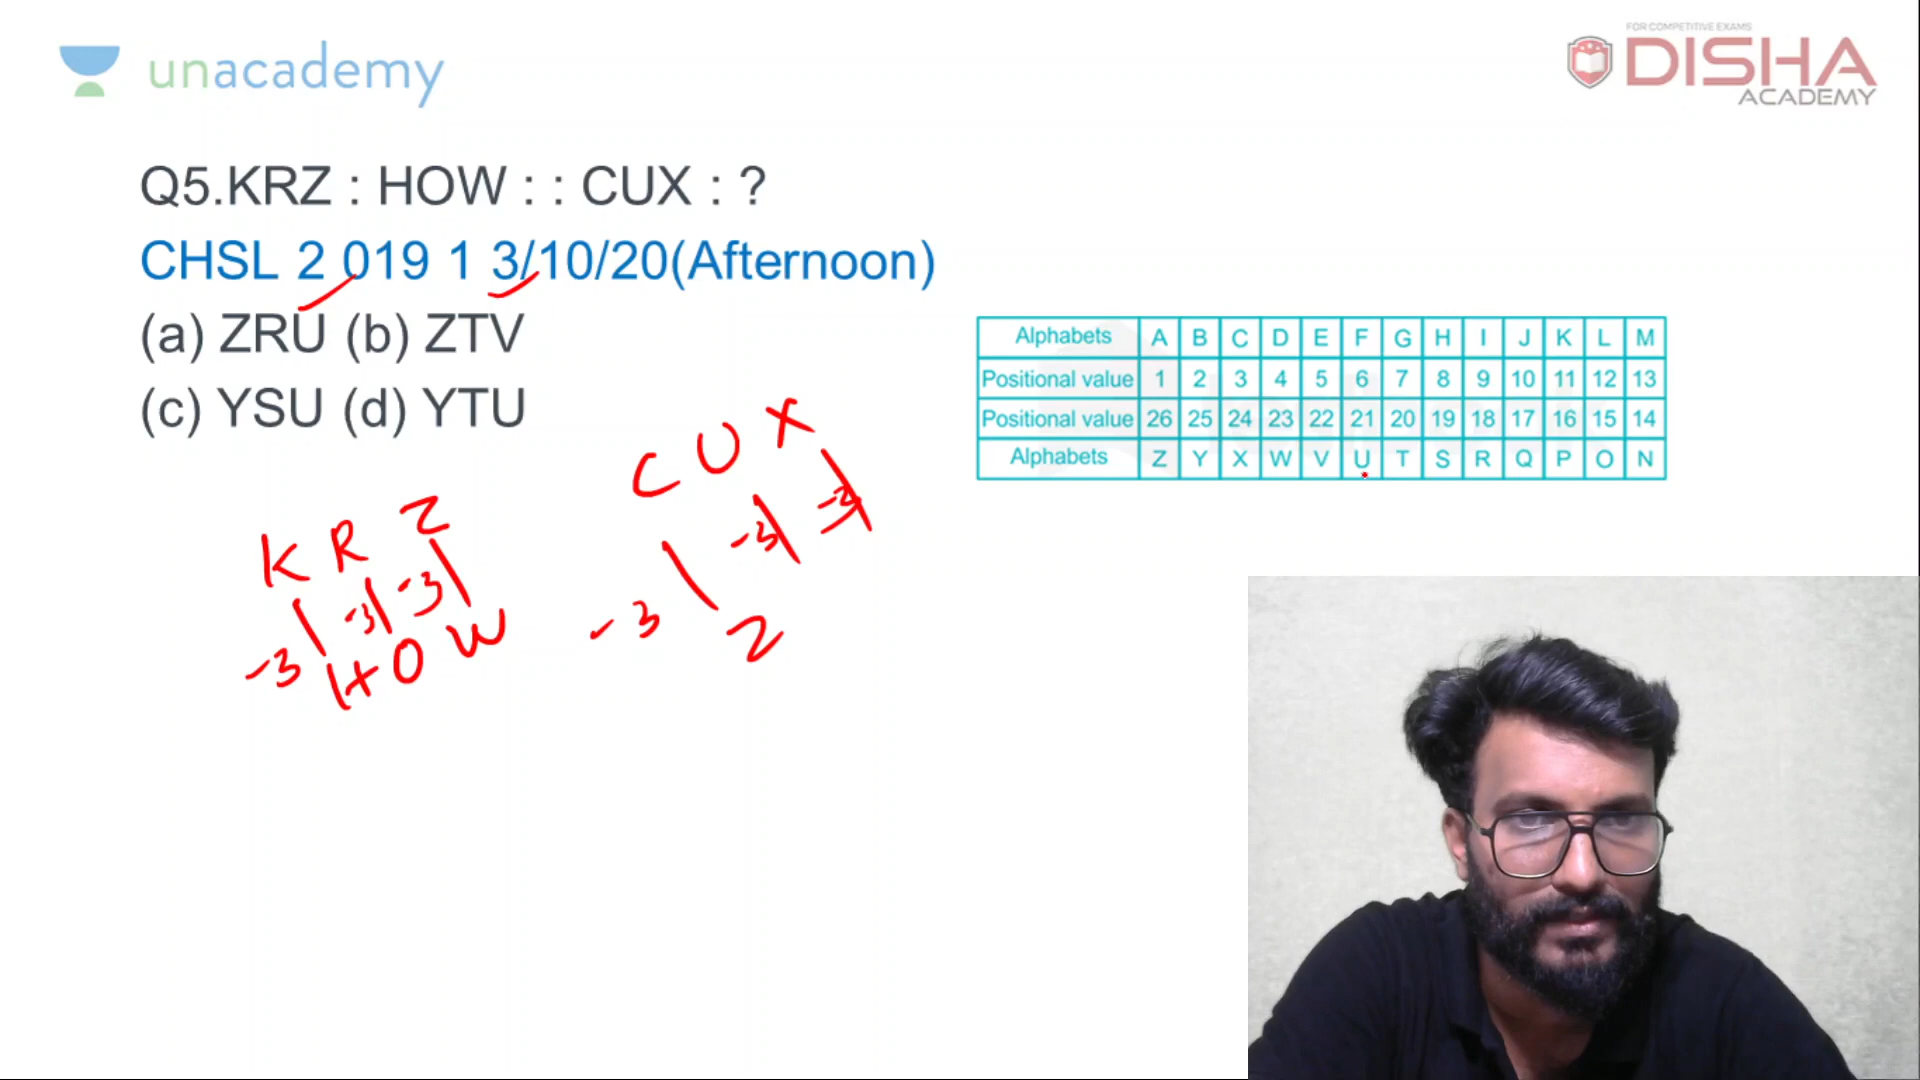 unacademy
FOR COMPETITIVE EXAMS
DISHA
ACADEMY
Q5.KRZ : HOW : : CUX : ?
CHSL 2 019 1 3/10/20(Afternoon)
(a) ZRU (b) ZTV
(c) YSU (d) YTU
Alphabets A B C D E F G H I J K L M
Positional value 1 2 3 4 5 6 7 8 9 10 11 12 13
Positional value 26 25 24 23 22 21 20 19 18 17 16 15 14
Alphabets Z Y X W V U T S R Q P O N
C U X
-3 -3 -3
Z
K R Z
-3 -3 -3
H O W